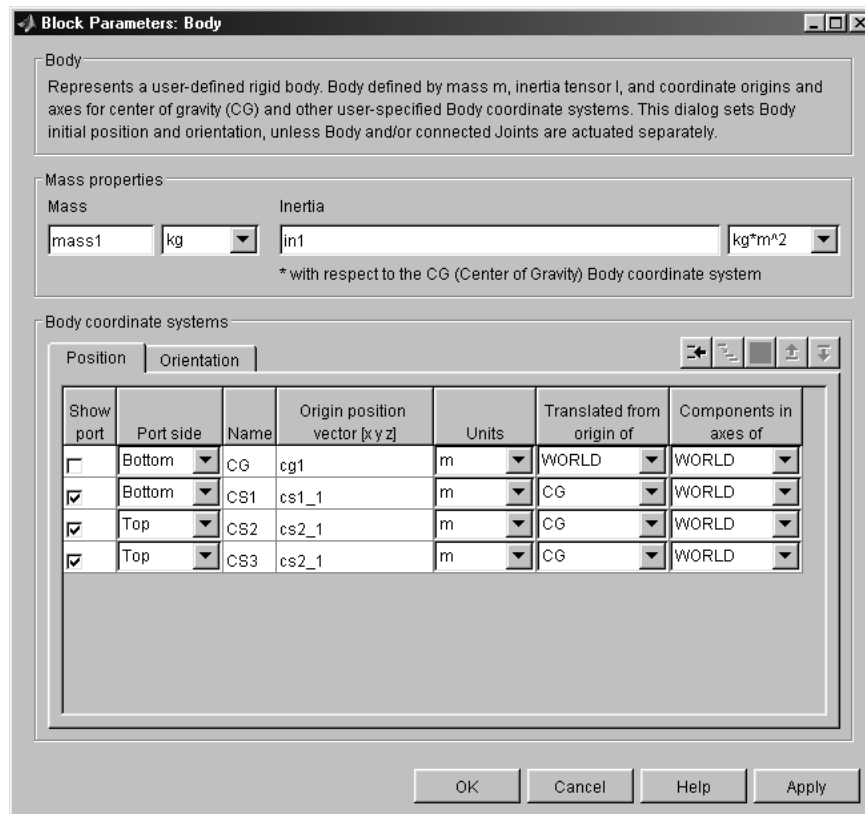 Block Parameters: Body
Body
Represents a user-defined rigid body. Body defined by mass m, inertia tensor I, and coordinate origins and
axes for center of gravity (CG) and other user-specified Body coordinate systems. This dialog sets Body
initial position and orientation, unless Body and/or connected Joints are actuated separately.
Mass properties
Mass Inertia
mass1 kg in1 kg*m^2
* with respect to the CG (Center of Gravity) Body coordinate system
Body coordinate systems
Position Orientation
Show port Port side Name Origin position vector [x y z] Units Translated from origin of Components in axes of
Bottom CG cg1 m WORLD WORLD
Bottom CS1 cs1_1 m CG WORLD
Top CS2 cs2_1 m CG WORLD
Top CS3 cs2_1 m CG WORLD
OK Cancel Help Apply